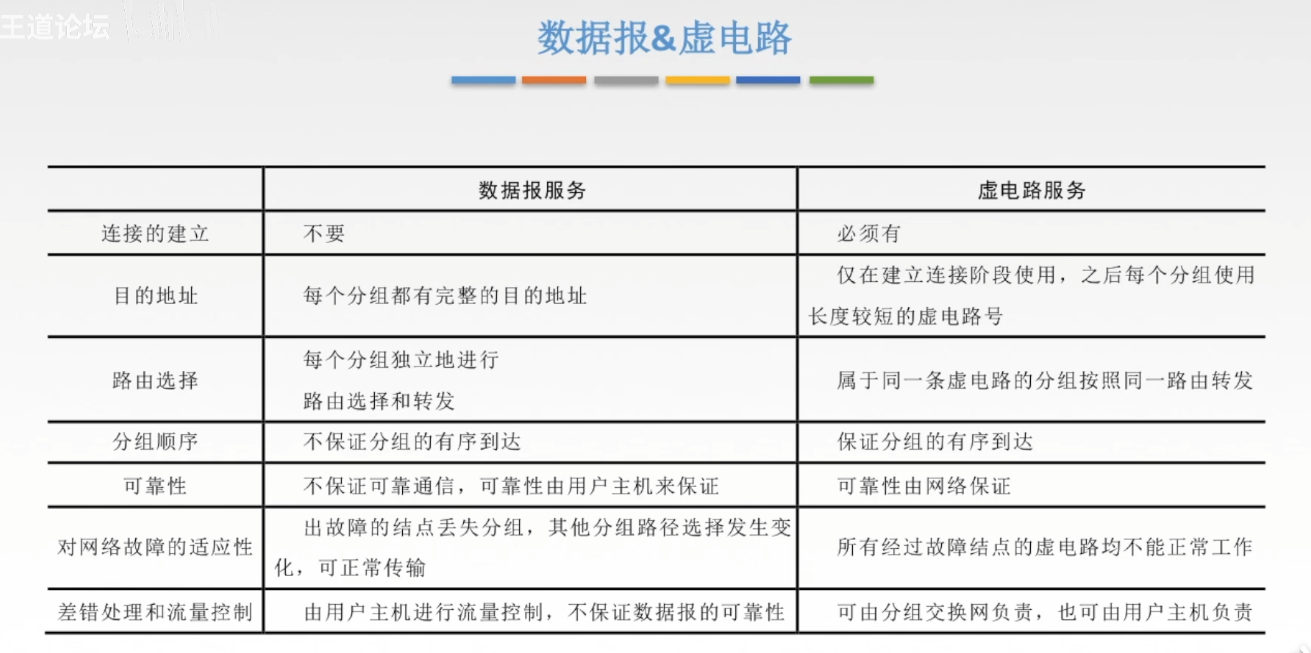 王道论坛
数据报&虚电路
数据报服务
虚电路服务
连接的建立
不要
必须有
目的地址
每个分组都有完整的目的地址
仅在建立连接阶段使用，之后每个分组使用
长度较短的虚电路号
路由选择
每个分组独立地进行
路由选择和转发
属于同一条虚电路的分组按照同一路由转发
分组顺序
不保证分组的有序到达
保证分组的有序到达
可靠性
不保证可靠通信，可靠性由用户主机来保证
可靠性由网络保证
对网络故障的适应性
出故障的结点丢失分组，其他分组路径选择发生变
化，可正常传输
所有经过故障结点的虚电路均不能正常工作
差错处理和流量控制
由用户主机进行流量控制，不保证数据报的可靠性
可由分组交换网负责，也可由用户主机负责